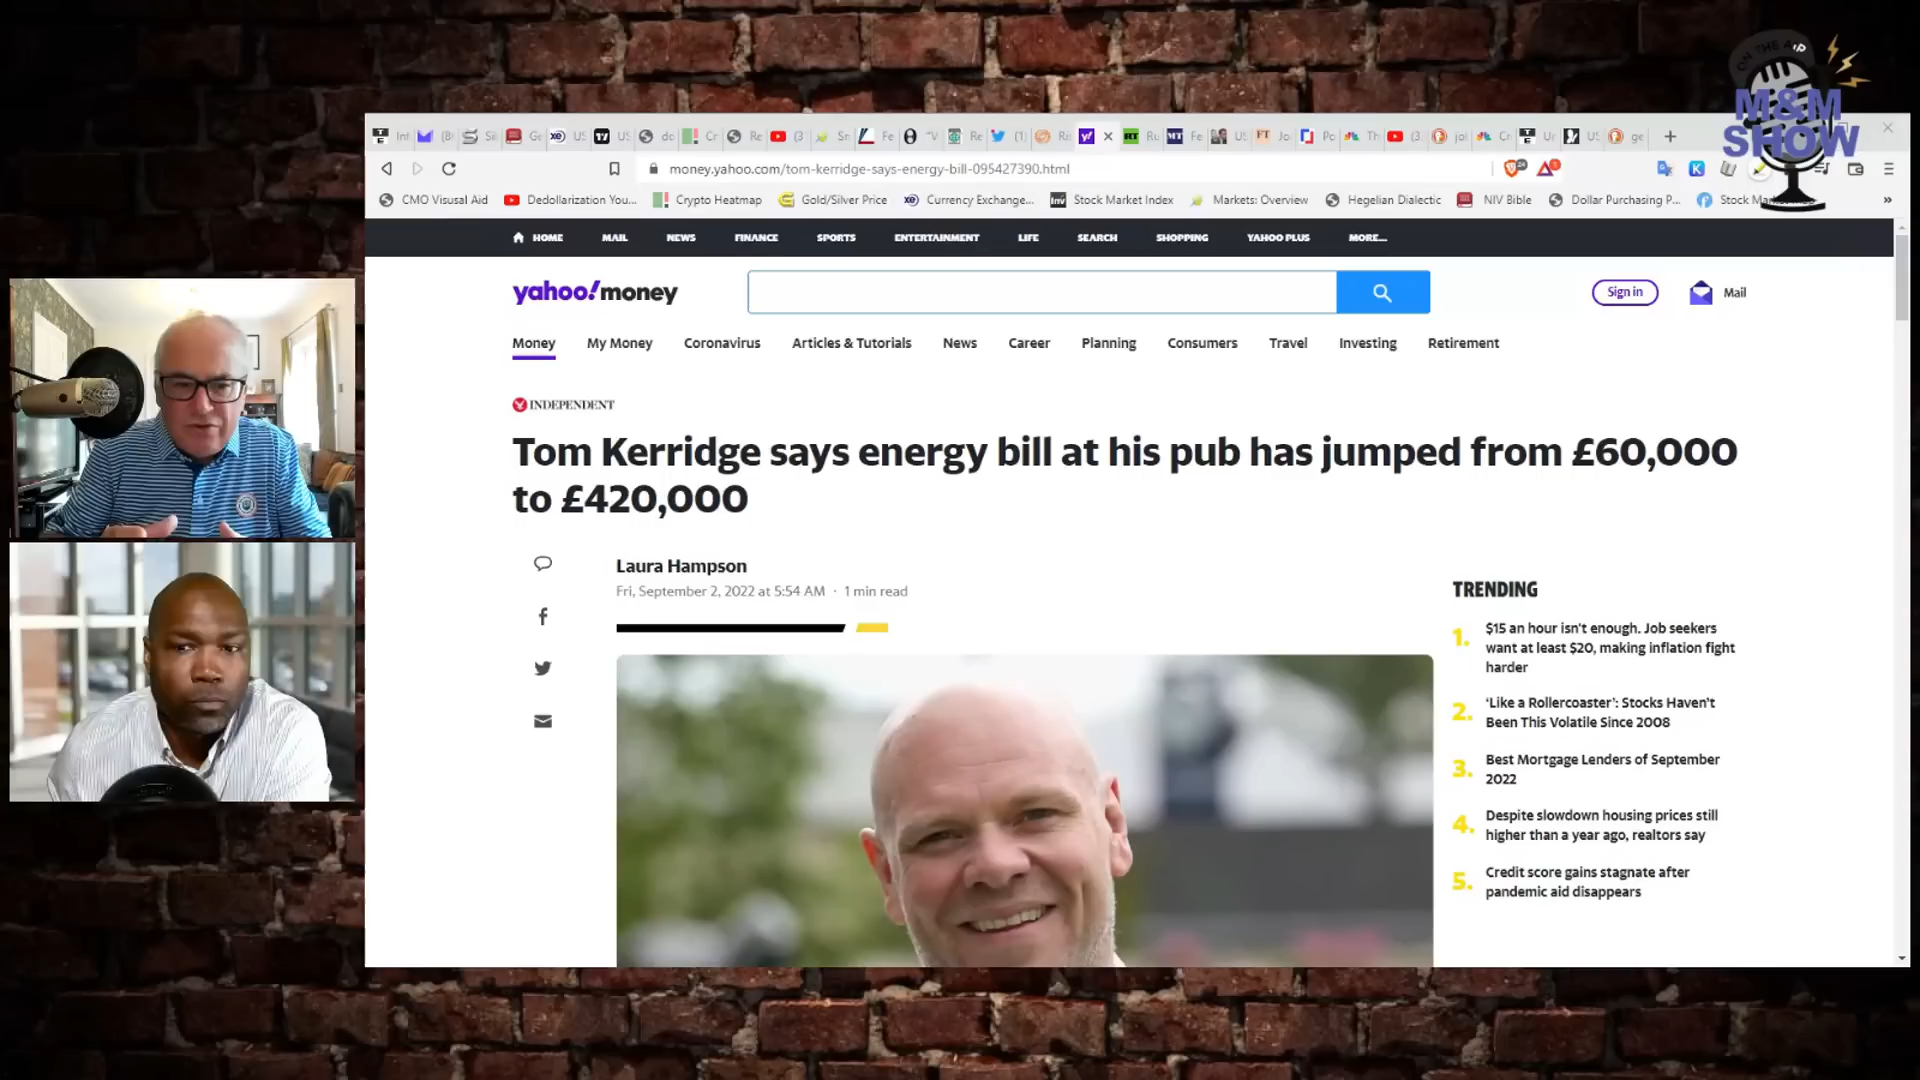 ON THE AIR
M&M
SHOW
money.yahoo.com/tom-kerridge-says-energy-bill-095427390.html
CMO Visusal Aid
Dedollarization You...
Crypto Heatmap
Gold/Silver Price
Currency Exchange...
Stock Market Index
Markets: Overview
Hegelian Dialectic
NIV Bible
Dollar Purchasing P...
HOME MAIL NEWS FINANCE SPORTS ENTERTAINMENT LIFE SEARCH SHOPPING YAHOO PLUS MORE...
yahoo!money
Sign in
Mail
Money My Money Coronavirus Articles & Tutorials News Career Planning Consumers Travel Investing Retirement
INDEPENDENT
Tom Kerridge says energy bill at his pub has jumped from £60,000
to £420,000
Laura Hampson
Fri, September 2, 2022 at 5:54 AM · 1 min read
TRENDING
1. $15 an hour isn't enough. Job seekers
want at least $20, making inflation fight
harder
2. 'Like a Rollercoaster': Stocks Haven't
Been This Volatile Since 2008
3. Best Mortgage Lenders of September
2022
4. Despite slowdown housing prices still
higher than a year ago, realtors say
5. Credit score gains stagnate after
pandemic aid disappears